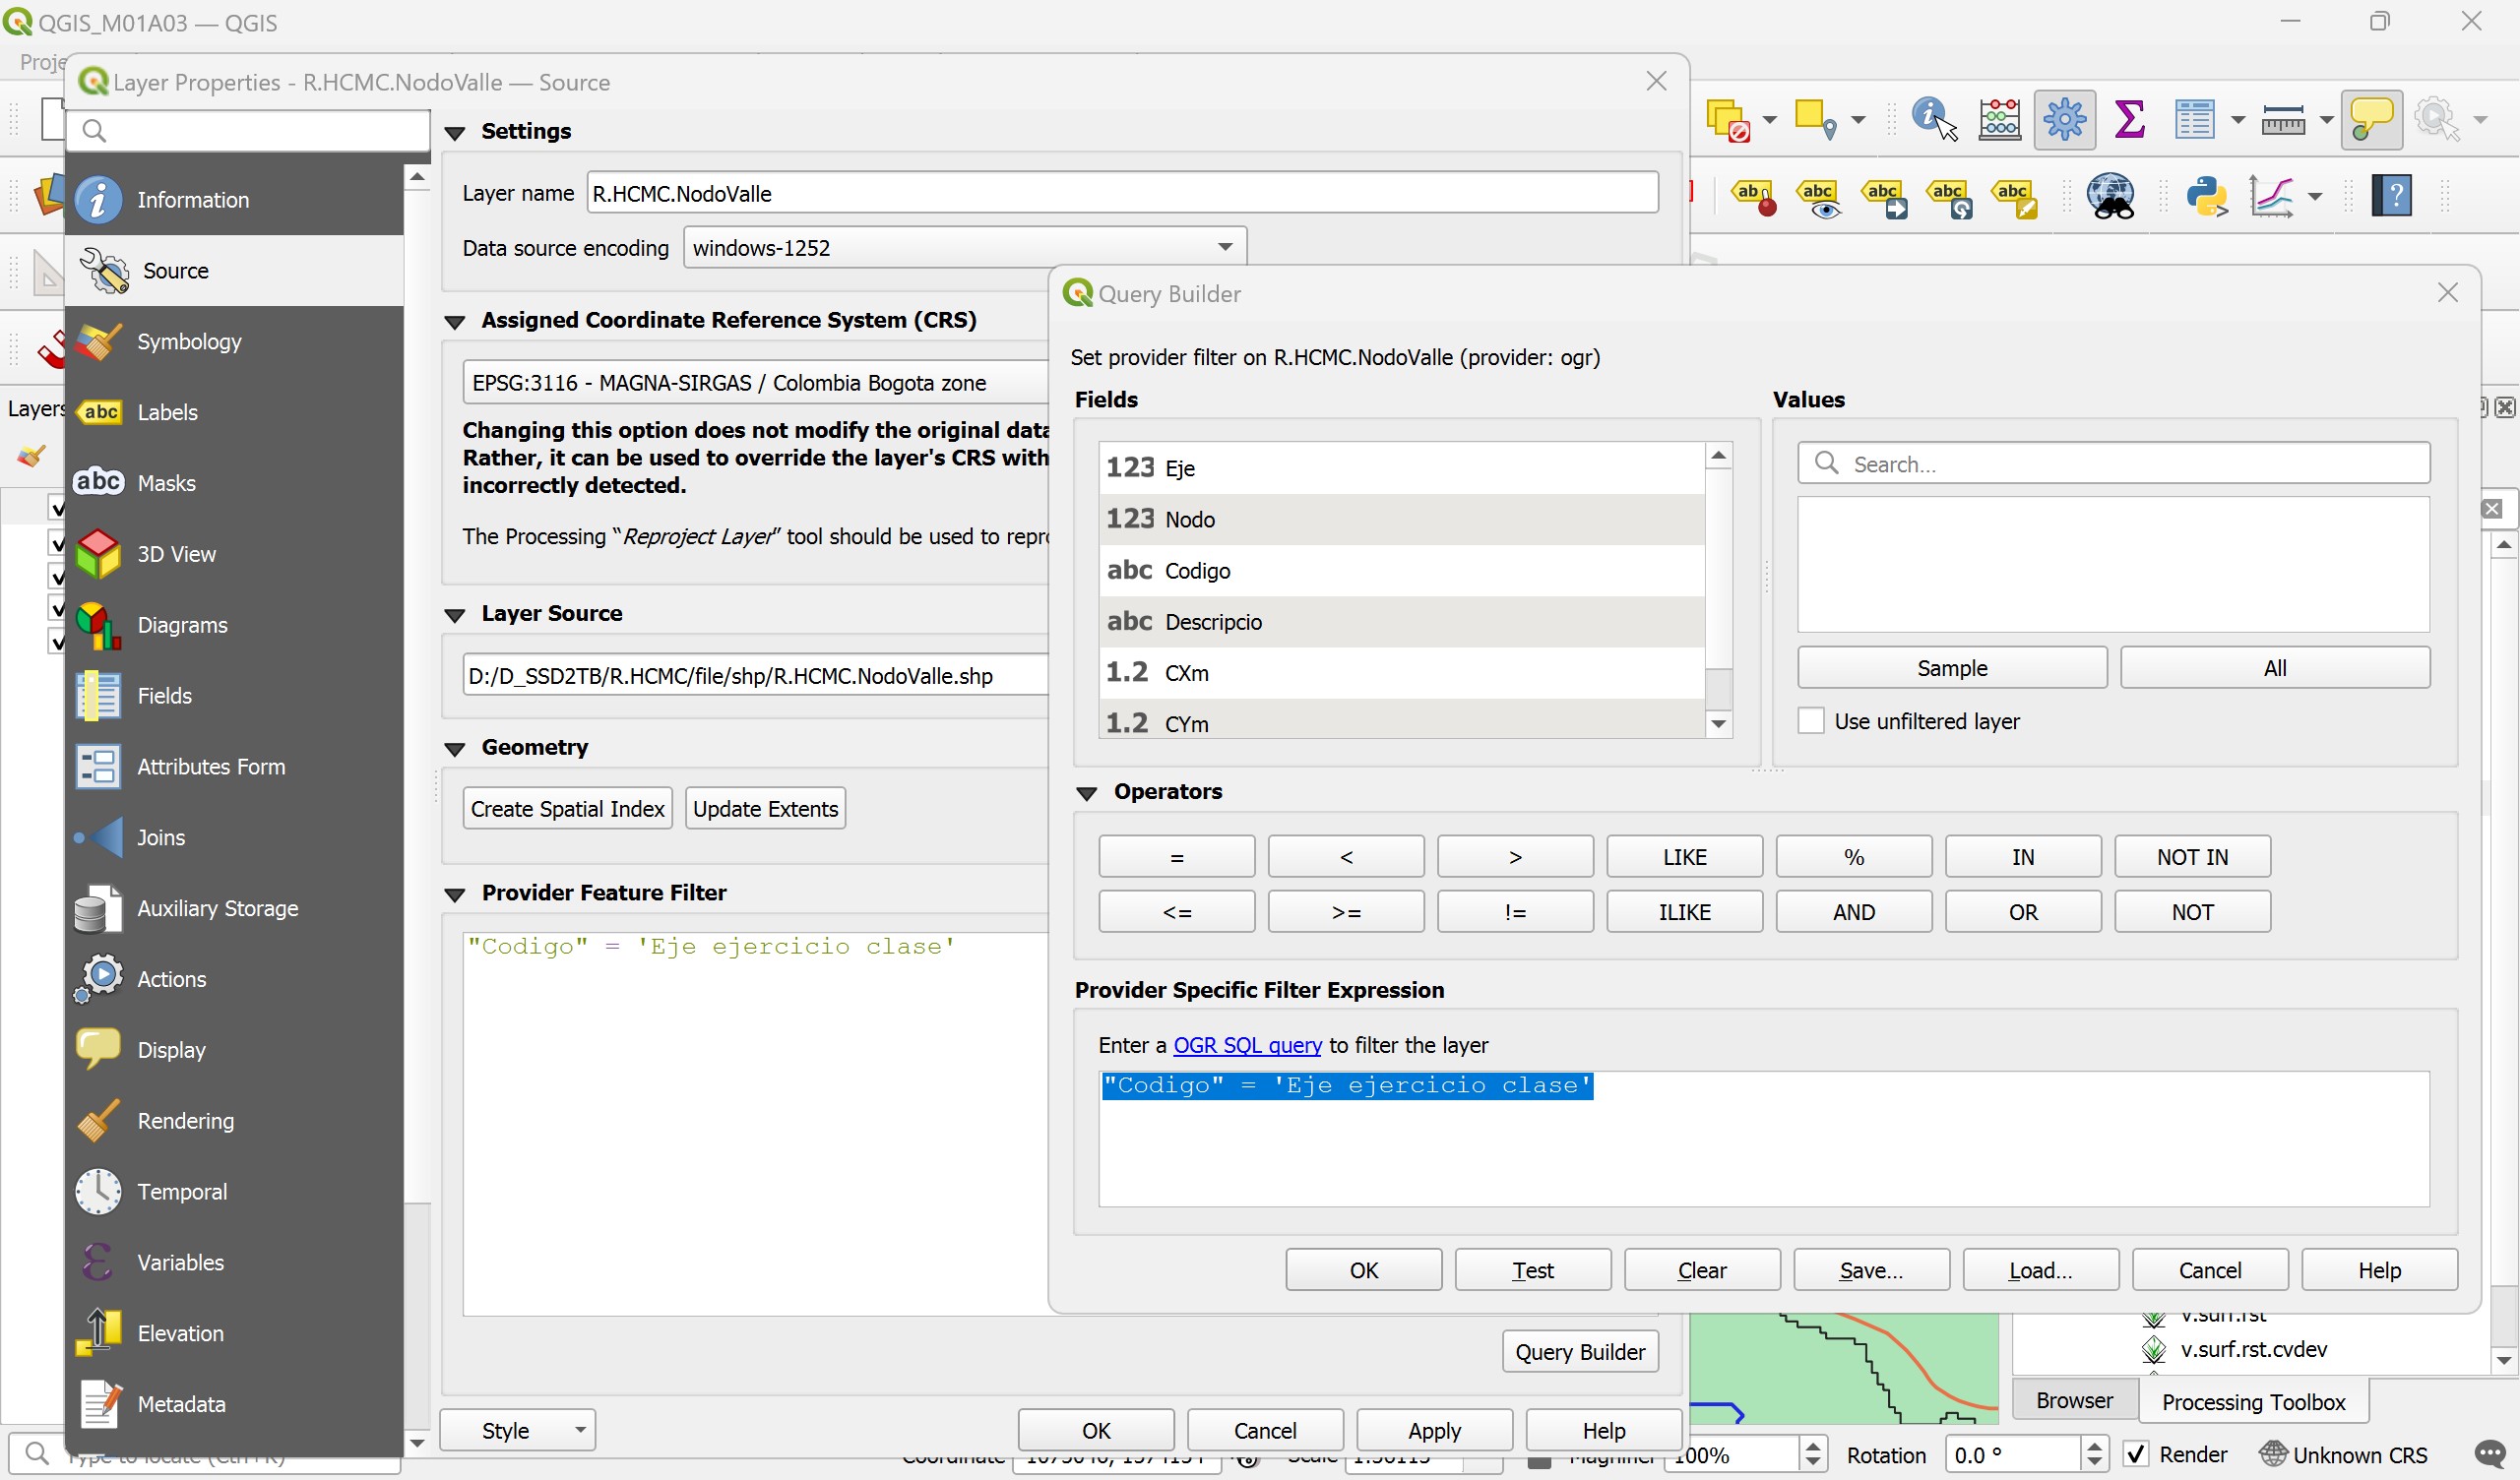 QGIS_M01A03 — QGIS
Layer Properties - R.HCMC.NodoValle — Source
Information
Source
Symbology
Labels
Masks
3D View
Diagrams
Fields
Attributes Form
Joins
Auxiliary Storage
Actions
Display
Rendering
Temporal
Variables
Elevation
Metadata
Settings
Layer name R.HCMC.NodoValle
Data source encoding windows-1252
Assigned Coordinate Reference System (CRS)
EPSG:3116 - MAGNA-SIRGAS / Colombia Bogota zone
Changing this option does not modify the original data
Rather, it can be used to override the layer's CRS with
incorrectly detected.
The Processing "Reproject Layer" tool should be used to repro
Layer Source
D:/D_SSD2TB/R.HCMC/file/shp/R.HCMC.NodoValle.shp
Geometry
Create Spatial Index Update Extents
Provider Feature Filter
"Codigo" = 'Eje ejercicio clase'
Query Builder
Style OK Cancel Apply Help
Query Builder
Set provider filter on R.HCMC.NodoValle (provider: ogr)
Fields
123 Eje
123 Nodo
abc Codigo
abc Descripcio
1.2 CXm
1.2 CYm
Values
Search...
Sample All
Use unfiltered layer
Operators
= < > LIKE % IN NOT IN
<= >= != ILIKE AND OR NOT
Provider Specific Filter Expression
Enter a OGR SQL query to filter the layer
"Codigo" = 'Eje ejercicio clase'
OK Test Clear Save... Load... Cancel Help
Layers
v.surf.rst
v.surf.rst.cvdev
Browser Processing Toolbox
Coordinate Scale Magnifier 100% Rotation 0.0 ° Render Unknown CRS